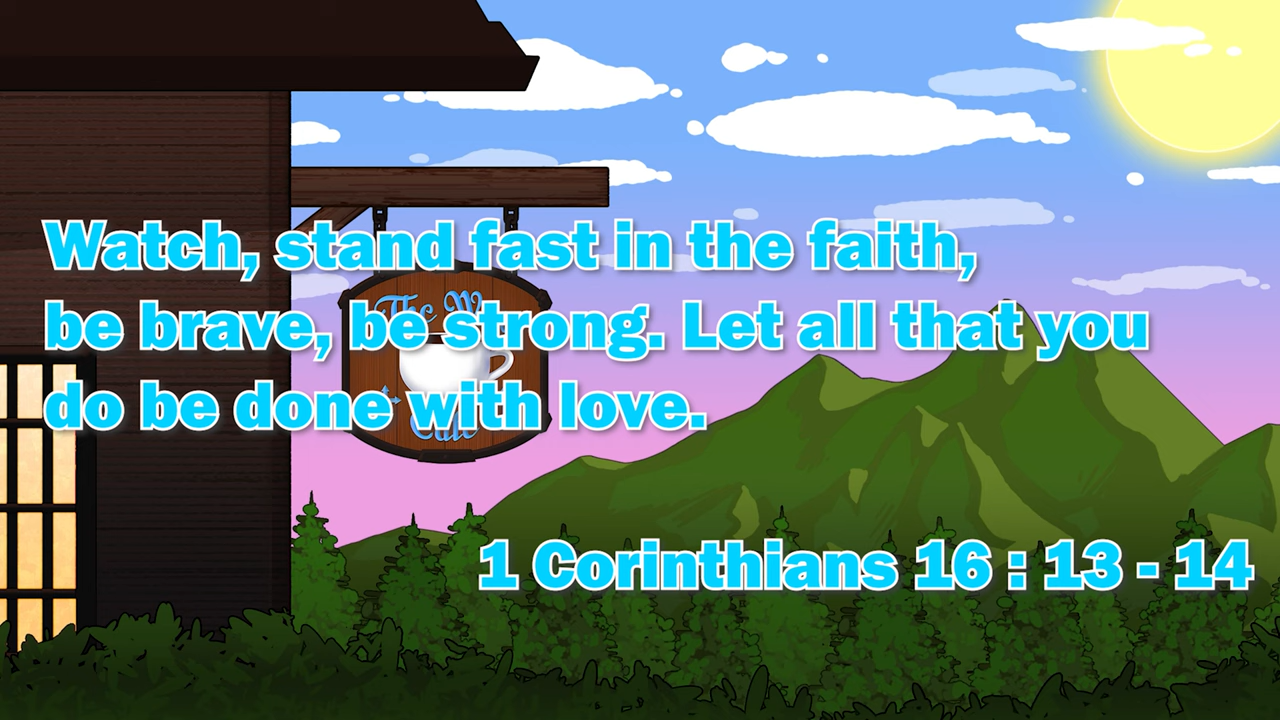 Watch, stand fast in the faith,
be brave, be strong. Let all that you
do be done with love.
1 Corinthians 16 : 13 - 14
The